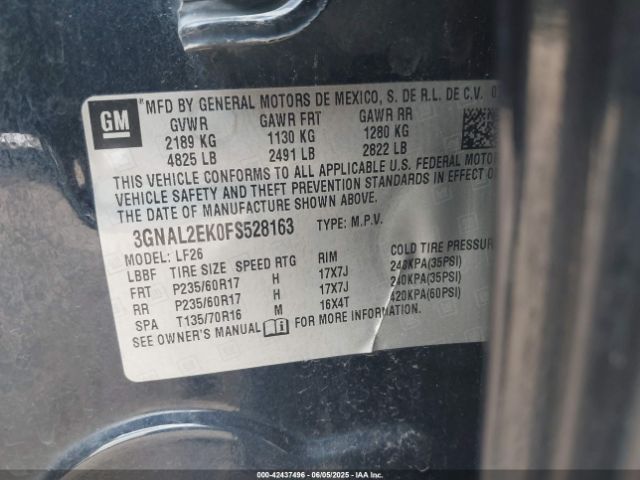 GM
"MFD BY GENERAL MOTORS DE MEXICO, S. DE R.L. DE C.V.
GVWR GAWR FRT GAWR RR
2189 KG 1130 KG 1280 KG
4825 LB 2491 LB 2822 LB
THIS VEHICLE CONFORMS TO ALL APPLICABLE U.S. FEDERAL MOTOR
VEHICLE SAFETY AND THEFT PREVENTION STANDARDS IN EFFECT ON
THE DATE OF MANUFACTURE SHOWN ABOVE.
3GNAL2EK0FS528163 TYPE: M.P.V.
MODEL: LF26
LBBF TIRE SIZE SPEED RTG RIM COLD TIRE PRESSURE
FRT P235/60R17 H 17X7J 240KPA(35PSI)
RR P235/60R17 H 17X7J 240KPA(35PSI)
SPA T135/70R16 M 16X4T 420KPA(60PSI)
SEE OWNER'S MANUAL FOR MORE INFORMATION.
000-42437496 - 06/05/2025 - IAA Inc.